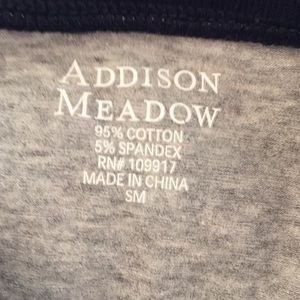 ADDISON
MEADOW
95% COTTON
5% SPANDEX
RN# 109917
MADE IN CHINA
SM